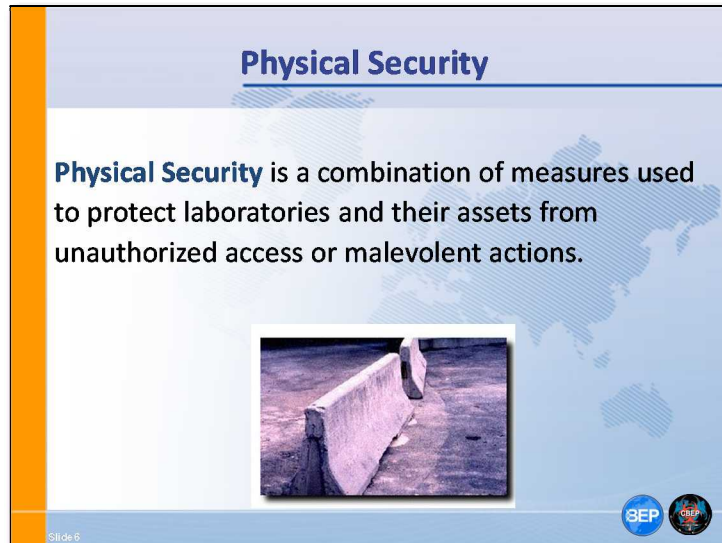 Physical Security
Physical Security is a combination of measures used
to protect laboratories and their assets from
unauthorized access or malevolent actions.
BEP
CBEP
Slide 6